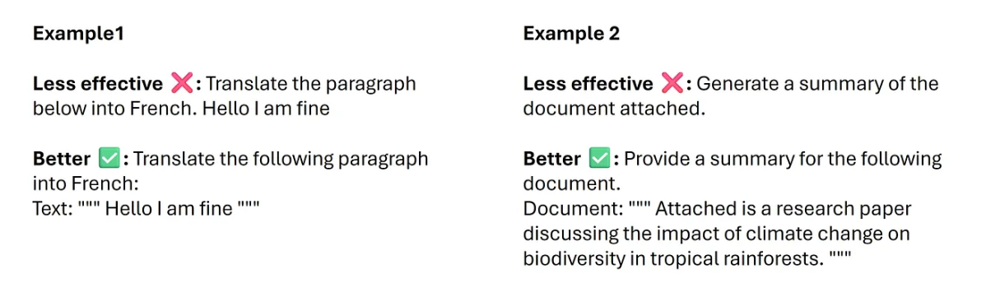 Example1
Less effective ❌: Translate the paragraph
below into French. Hello I am fine
Better ✅: Translate the following paragraph
into French:
Text: """ Hello I am fine """
Example 2
Less effective ❌: Generate a summary of the
document attached.
Better ✅: Provide a summary for the following
document.
Document: """ Attached is a research paper
discussing the impact of climate change on
biodiversity in tropical rainforests. """